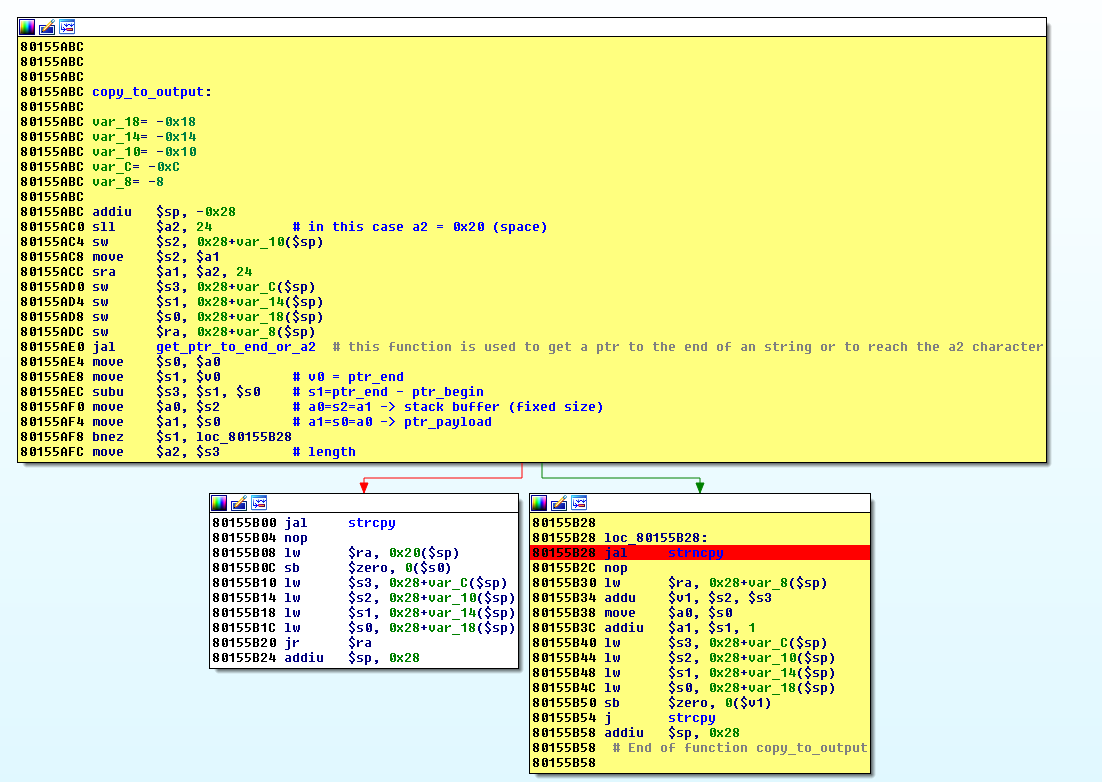 80155ABC
80155ABC
80155ABC
80155ABC copy_to_output:
80155ABC
80155ABC var_18= -0x18
80155ABC var_14= -0x14
80155ABC var_10= -0x10
80155ABC var_C= -0xC
80155ABC var_8= -8
80155ABC
80155ABC addiu $sp, -0x28
80155AC0 sll $a2, 24 # in this case a2 = 0x20 (space)
80155AC4 sw $s2, 0x28+var_10($sp)
80155AC8 move $s2, $a1
80155ACC sra $a1, $a2, 24
80155AD0 sw $s3, 0x28+var_C($sp)
80155AD4 sw $s1, 0x28+var_14($sp)
80155AD8 sw $s0, 0x28+var_18($sp)
80155ADC sw $ra, 0x28+var_8($sp)
80155AE0 jal get_ptr_to_end_or_a2 # this function is used to get a ptr to the end of an string or to reach the a2 character
80155AE4 move $s0, $a0
80155AE8 move $s1, $v0 # v0 = ptr_end
80155AEC subu $s3, $s1, $s0 # s1=ptr_end - ptr_begin
80155AF0 move $a0, $s2 # a0=s2=a1 -> stack buffer (fixed size)
80155AF4 move $a1, $s0 # a1=s0=a0 -> ptr_payload
80155AF8 bnez $s1, loc_80155B28
80155AFC move $a2, $s3 # length
80155B00 jal strcpy
80155B04 nop
80155B08 lw $ra, 0x20($sp)
80155B0C sb $zero, 0($s0)
80155B10 lw $s3, 0x28+var_C($sp)
80155B14 lw $s2, 0x28+var_10($sp)
80155B18 lw $s1, 0x28+var_14($sp)
80155B1C lw $s0, 0x28+var_18($sp)
80155B20 jr $ra
80155B24 addiu $sp, 0x28
80155B28
80155B28 loc_80155B28:
80155B28 jal strncpy
80155B2C nop
80155B30 lw $ra, 0x28+var_8($sp)
80155B34 addu $v1, $s2, $s3
80155B38 move $a0, $s0
80155B3C addiu $a1, $s1, 1
80155B40 lw $s3, 0x28+var_C($sp)
80155B44 lw $s2, 0x28+var_10($sp)
80155B48 lw $s1, 0x28+var_14($sp)
80155B4C lw $s0, 0x28+var_18($sp)
80155B50 sb $zero, 0($v1)
80155B54 j strcpy
80155B58 addiu $sp, 0x28
80155B58 # End of function copy_to_output
80155B58